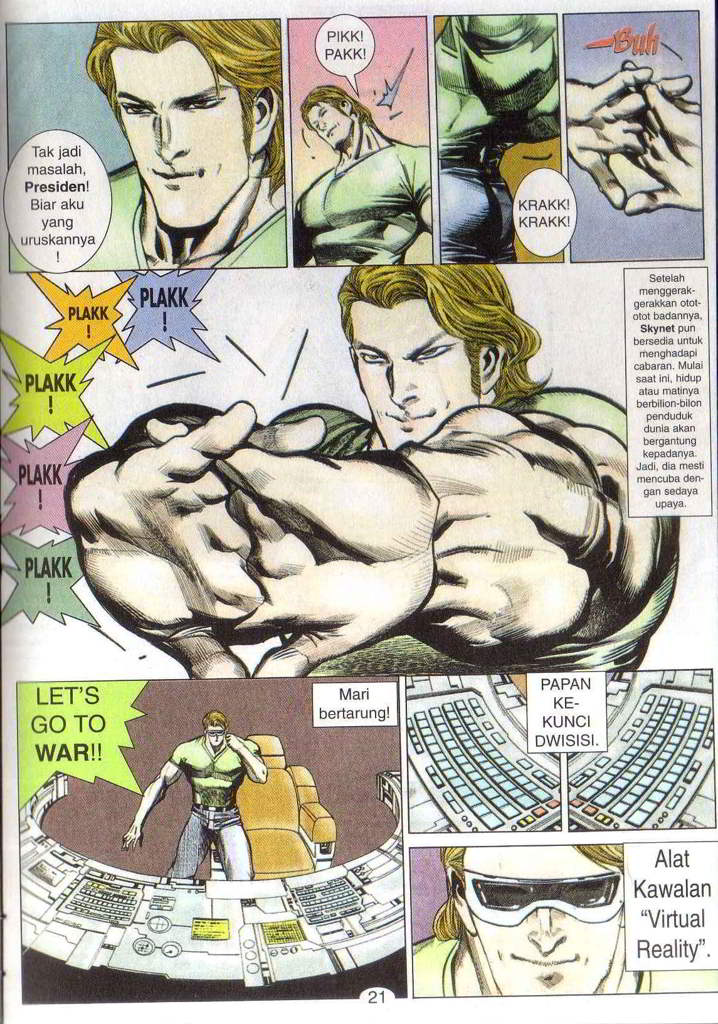 Tak jadi
masalah,
Presiden!
Biar aku
yang
uruskannya
!
PIKK!
PAKK!
KRAKK!
KRAKK!
Buh
PLAKK
!
PLAKK
!
PLAKK
!
PLAKK
!
PLAKK
!
Setelah
menggerak-
gerakkan otot-
otot badannya,
Skynet pun
bersedia untuk
menghadapi
cabaran. Mulai
saat ini, hidup
atau matinya
berbilion-bilon
penduduk
dunia akan
bergantung
kepadanya.
Jadi, dia mesti
mencuba den-
gan sedaya
upaya.
LET'S
GO TO
WAR!!
Mari
bertarung!
PAPAN
KE-
KUNCI
DWISISI.
Alat
Kawalan
“Virtual
Reality”.
21